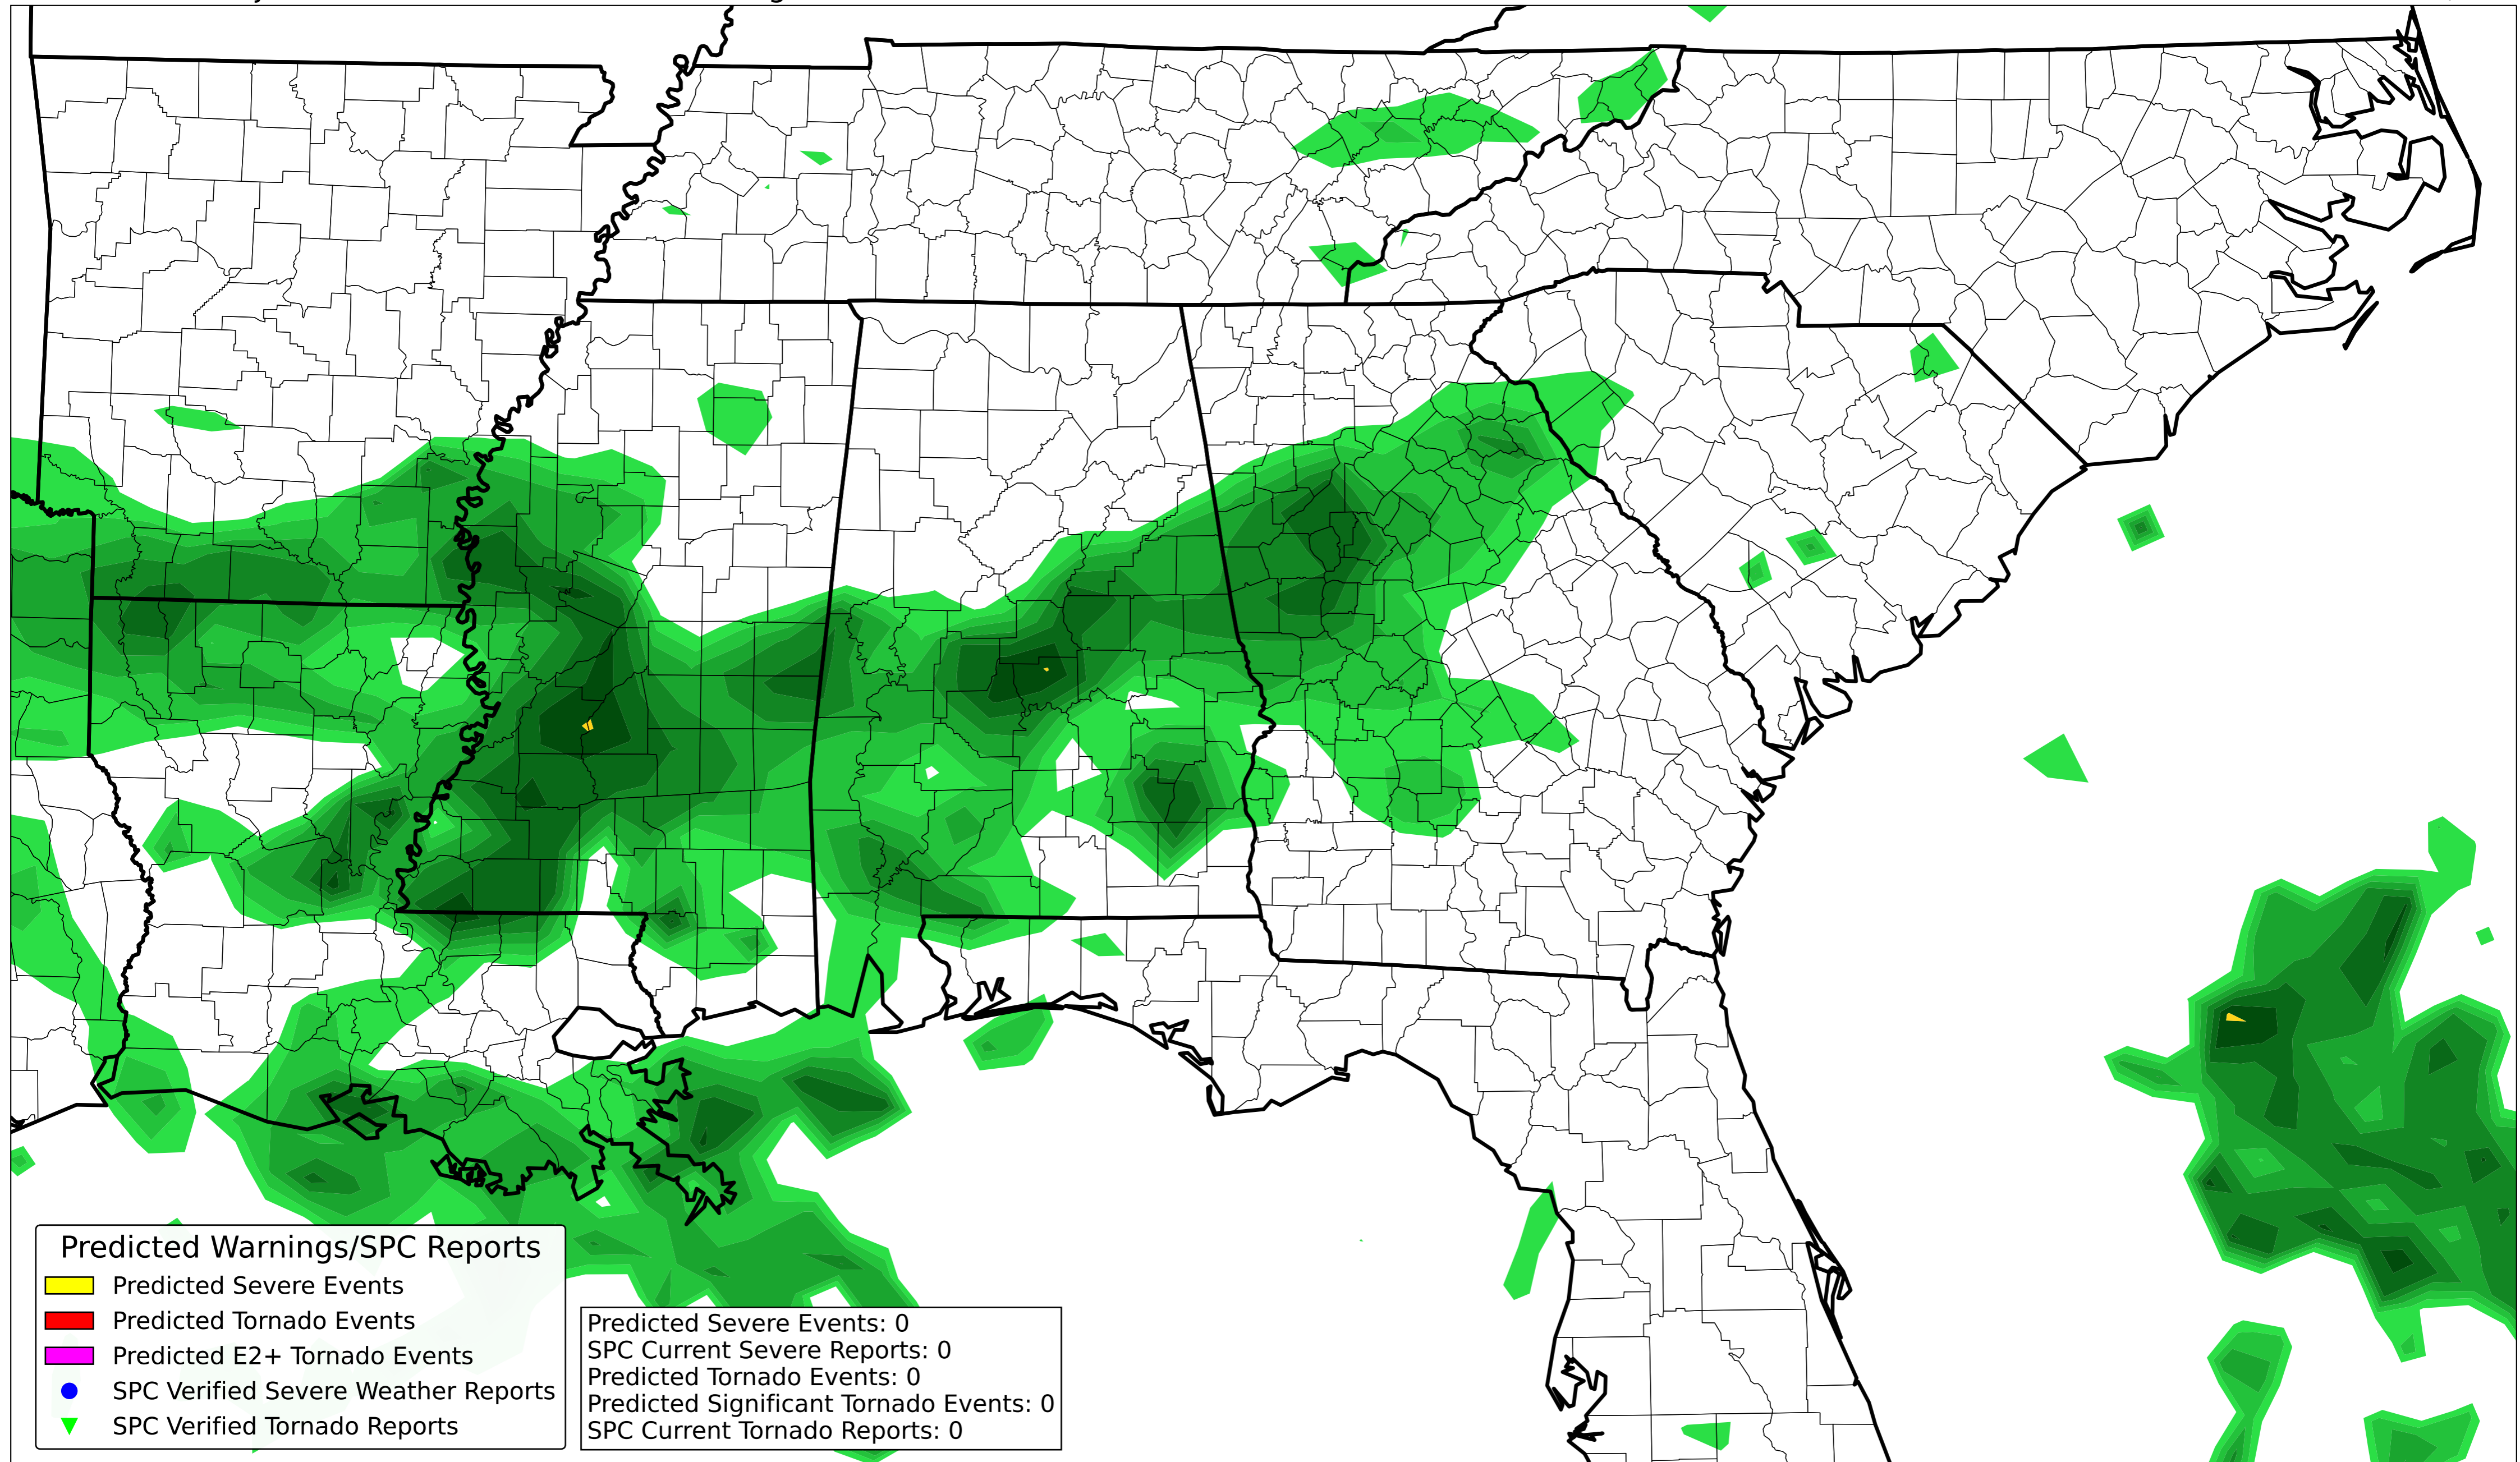 Predicted Warnings/SPC Reports
Predicted Severe Events
Predicted Tornado Events
Predicted E2+ Tornado Events
SPC Verified Severe Weather Reports
SPC Verified Tornado Reports
Predicted Severe Events: 0
SPC Current Severe Reports: 0
Predicted Tornado Events: 0
Predicted Significant Tornado Events: 0
SPC Current Tornado Reports: 0